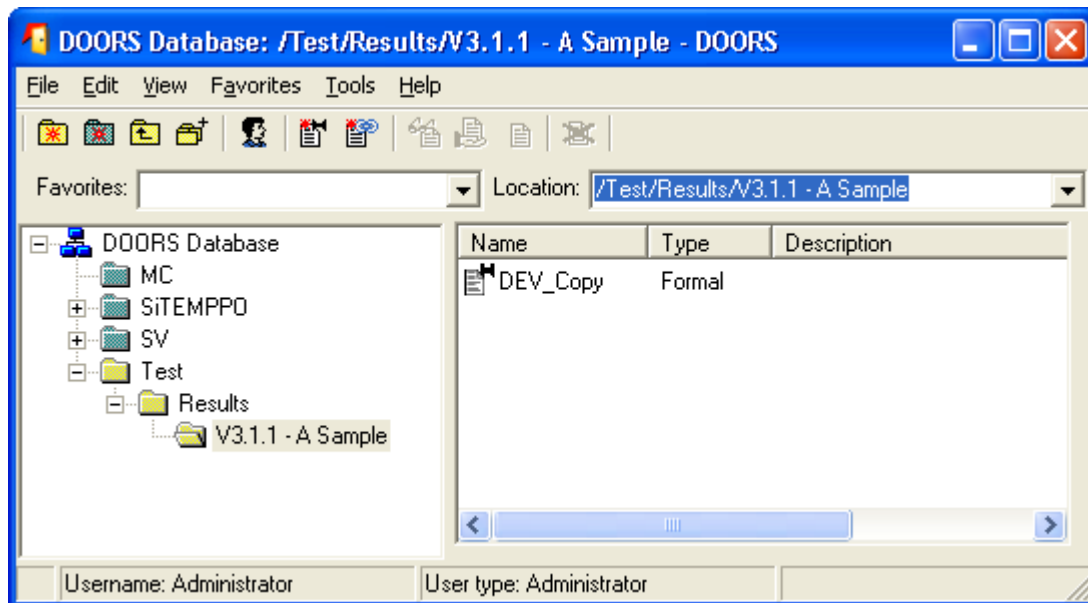 DOORS Database: /Test/Results/V3.1.1 - A Sample - DOORS
File Edit View Favorites Tools Help
Favorites: Location: /Test/Results/V3.1.1 - A Sample
DOORS Database
MC
SiTEMPPO
SV
Test
Results
V3.1.1 - A Sample
Name Type Description
DEV_Copy Formal
Username: Administrator User type: Administrator